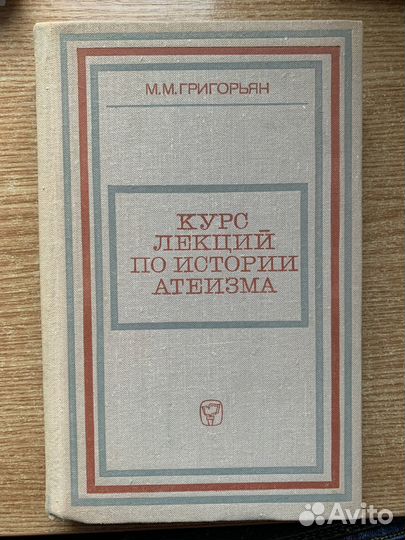 М.М.ГРИГОРЬЯН
КУРС
ЛЕКЦИЙ
ПО ИСТОРИИ
АТЕИЗМА
Avito